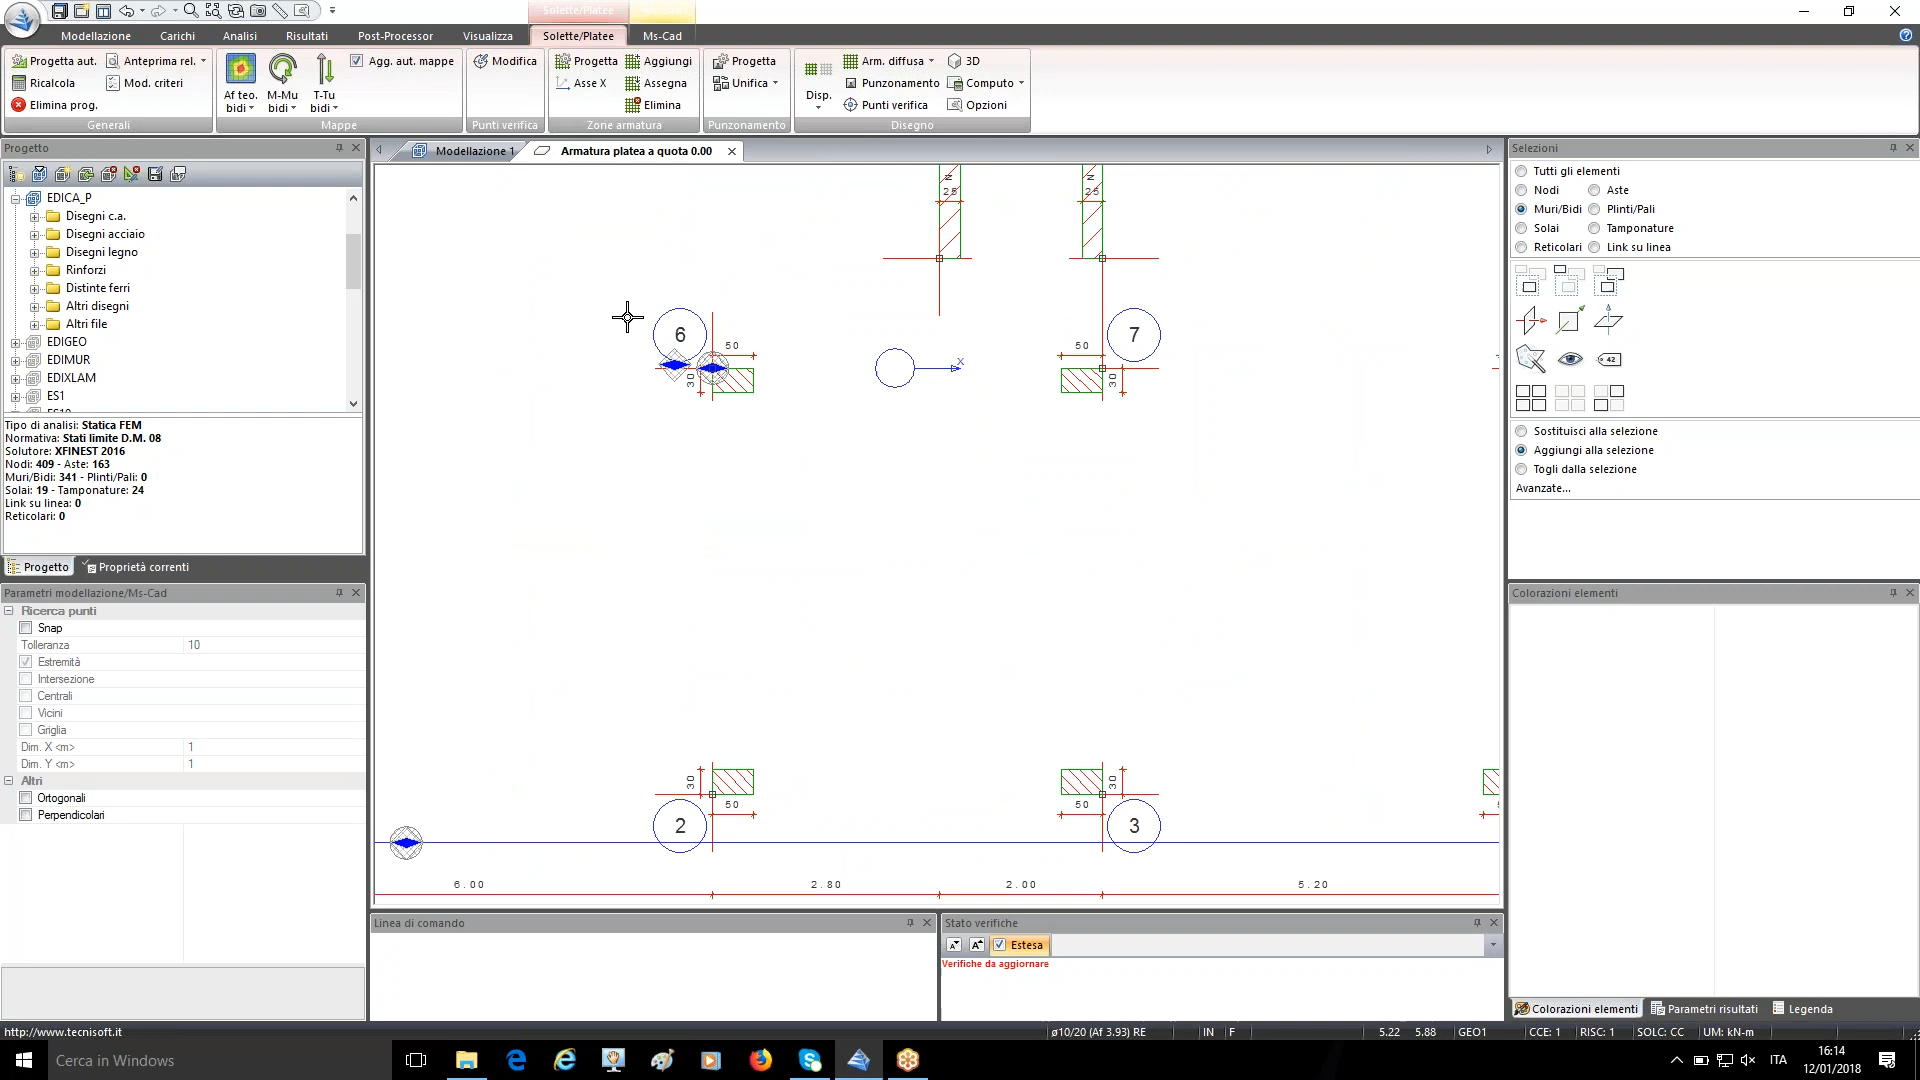 Solette/Platee
Modellazione
Carichi
Analisi
Risultati
Post-Processor
Visualizza
Solette/Platee
Ms-Cad
Progetta aut.
Anteprima rel.
Ricalcola
Mod. criteri
Elimina prog.
Generali
Af teo.
bidi
M-Mu
bidi
T-Tu
bidi
Agg. aut. mappe
Mappe
Modifica
Punti verifica
Progetta
Aggiungi
Asse X
Assegna
Elimina
Zone armatura
Progetta
Unifica
Punzonamento
Disp.
Arm. diffusa
3D
Punzonamento
Computo
Punti verifica
Opzioni
Disegno
Progetto
EDICA_P
Disegni c.a.
Disegni acciaio
Disegni legno
Rinforzi
Distinte ferri
Altri disegni
Altri file
EDIGEO
EDIMUR
EDIXLAM
ES1
Tipo di analisi: Statica FEM
Normativa: Stati limite D.M. 08
Solutore: XFINEST 2016
Nodi: 409 - Aste: 163
Muri/Bidi: 341 - Plinti/Pali: 0
Solai: 19 - Tamponature: 24
Link su linea: 0
Reticolari: 0
Progetto
Proprietà correnti
Parametri modellazione/Ms-Cad
Ricerca punti
Snap
Tolleranza 10
Estremità
Intersezione
Centrali
Vicini
Griglia
Dim. X <m> 1
Dim. Y <m> 1
Altri
Ortogonali
Perpendicolari
Modellazione 1
Armatura platea a quota 0.00
N
25
N
25
6
50
30
X
50
30
7
30
50
2
50
30
3
6.00
2.80
2.00
5.20
Linea di comando
Stato verifiche
Estesa
Verifiche da aggiornare
Selezioni
Tutti gli elementi
Nodi
Aste
Muri/Bidi
Plinti/Pali
Solai
Tamponature
Reticolari
Link su linea
42
Sostituisci alla selezione
Aggiungi alla selezione
Togli dalla selezione
Avanzate...
Colorazioni elementi
Colorazioni elementi
Parametri risultati
Legenda
http://www.tecnisoft.it
ø10/20 (Af 3.93) RE
IN
F
5.22
5.88
GEO1
CCE: 1
RISC: 1
SOLC: CC
UM: kN-m
Cerca in Windows
ITA
16:14
12/01/2018